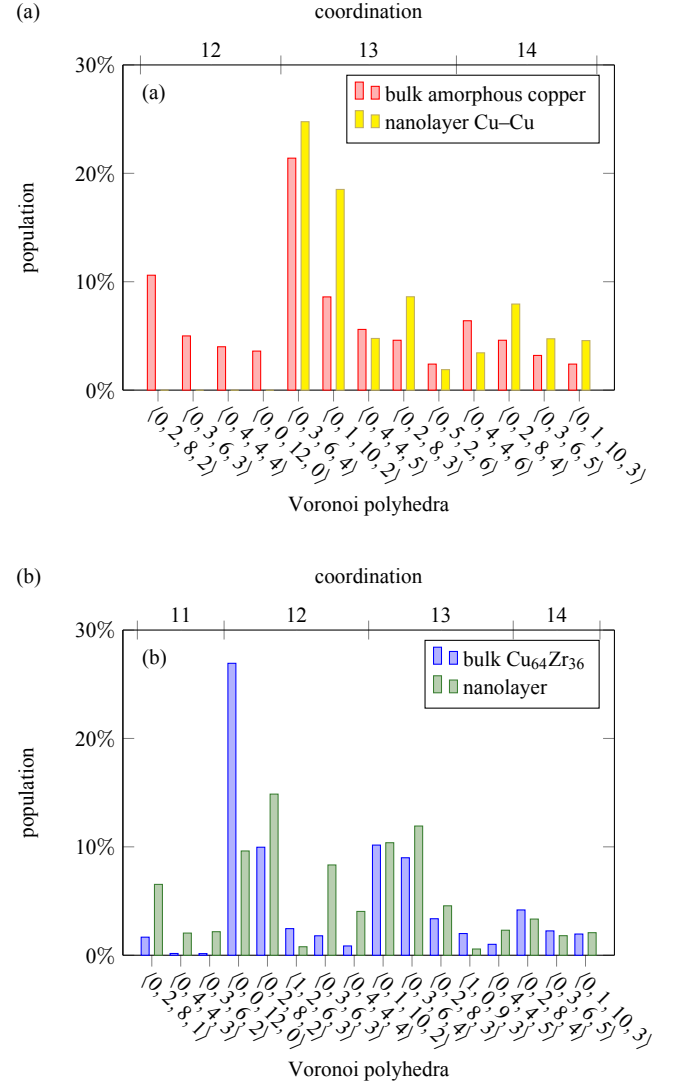 (a)
coordination
12 13 14
30%
(a)
bulk amorphous copper
nanolayer Cu–Cu
20%
10%
0%
population
⟨0, 2, 8, 2⟩
⟨0, 3, 6, 3⟩
⟨0, 4, 4, 4⟩
⟨0, 0, 12, 0⟩
⟨0, 3, 6, 4⟩
⟨0, 1, 10, 2⟩
⟨0, 4, 4, 5⟩
⟨0, 2, 8, 3⟩
⟨0, 5, 2, 6⟩
⟨0, 4, 4, 6⟩
⟨0, 2, 8, 4⟩
⟨0, 3, 6, 5⟩
⟨0, 1, 10, 3⟩
Voronoi polyhedra
(b)
coordination
11 12 13 14
30%
(b)
bulk Cu₆₄Zr₃₆
nanolayer
20%
10%
0%
population
⟨0, 2, 8, 1⟩
⟨0, 4, 4, 3⟩
⟨0, 3, 6, 2⟩
⟨0, 0, 12, 0⟩
⟨0, 2, 8, 2⟩
⟨1, 2, 6, 3⟩
⟨0, 3, 6, 3⟩
⟨0, 4, 4, 4⟩
⟨0, 1, 10, 2⟩
⟨0, 3, 6, 4⟩
⟨0, 2, 8, 3⟩
⟨1, 0, 9, 3⟩
⟨0, 4, 4, 5⟩
⟨0, 2, 8, 4⟩
⟨0, 3, 6, 5⟩
⟨0, 1, 10, 3⟩
Voronoi polyhedra